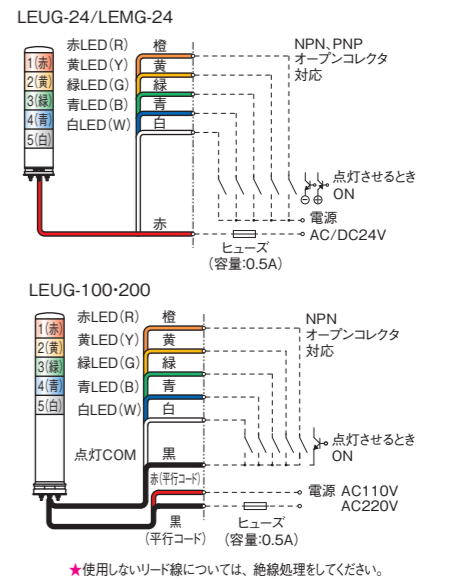 LEUG-24/LEMG-24
赤LED(R) 橙
黄LED(Y) 黄
緑LED(G) 緑
青LED(B) 青
白LED(W) 白
1(赤)
2(黄)
3(緑)
4(青)
5(白)
NPN、PNP
オープンコレクタ
対応
点灯させるとき
ON
⊖ ⊕
電源
AC/DC24V
赤
ヒューズ
(容量:0.5A)
LEUG-100・200
赤LED(R) 橙
黄LED(Y) 黄
緑LED(G) 緑
青LED(B) 青
白LED(W) 白
1(赤)
2(黄)
3(緑)
4(青)
5(白)
NPN
オープンコレクタ
対応
点灯させるとき
ON
点灯COM 黒
赤(平行コード)
電源 AC110V
AC220V
黒
(平行コード)
ヒューズ
(容量:0.5A)
★使用しないリード線については、絶縁処理をしてください。